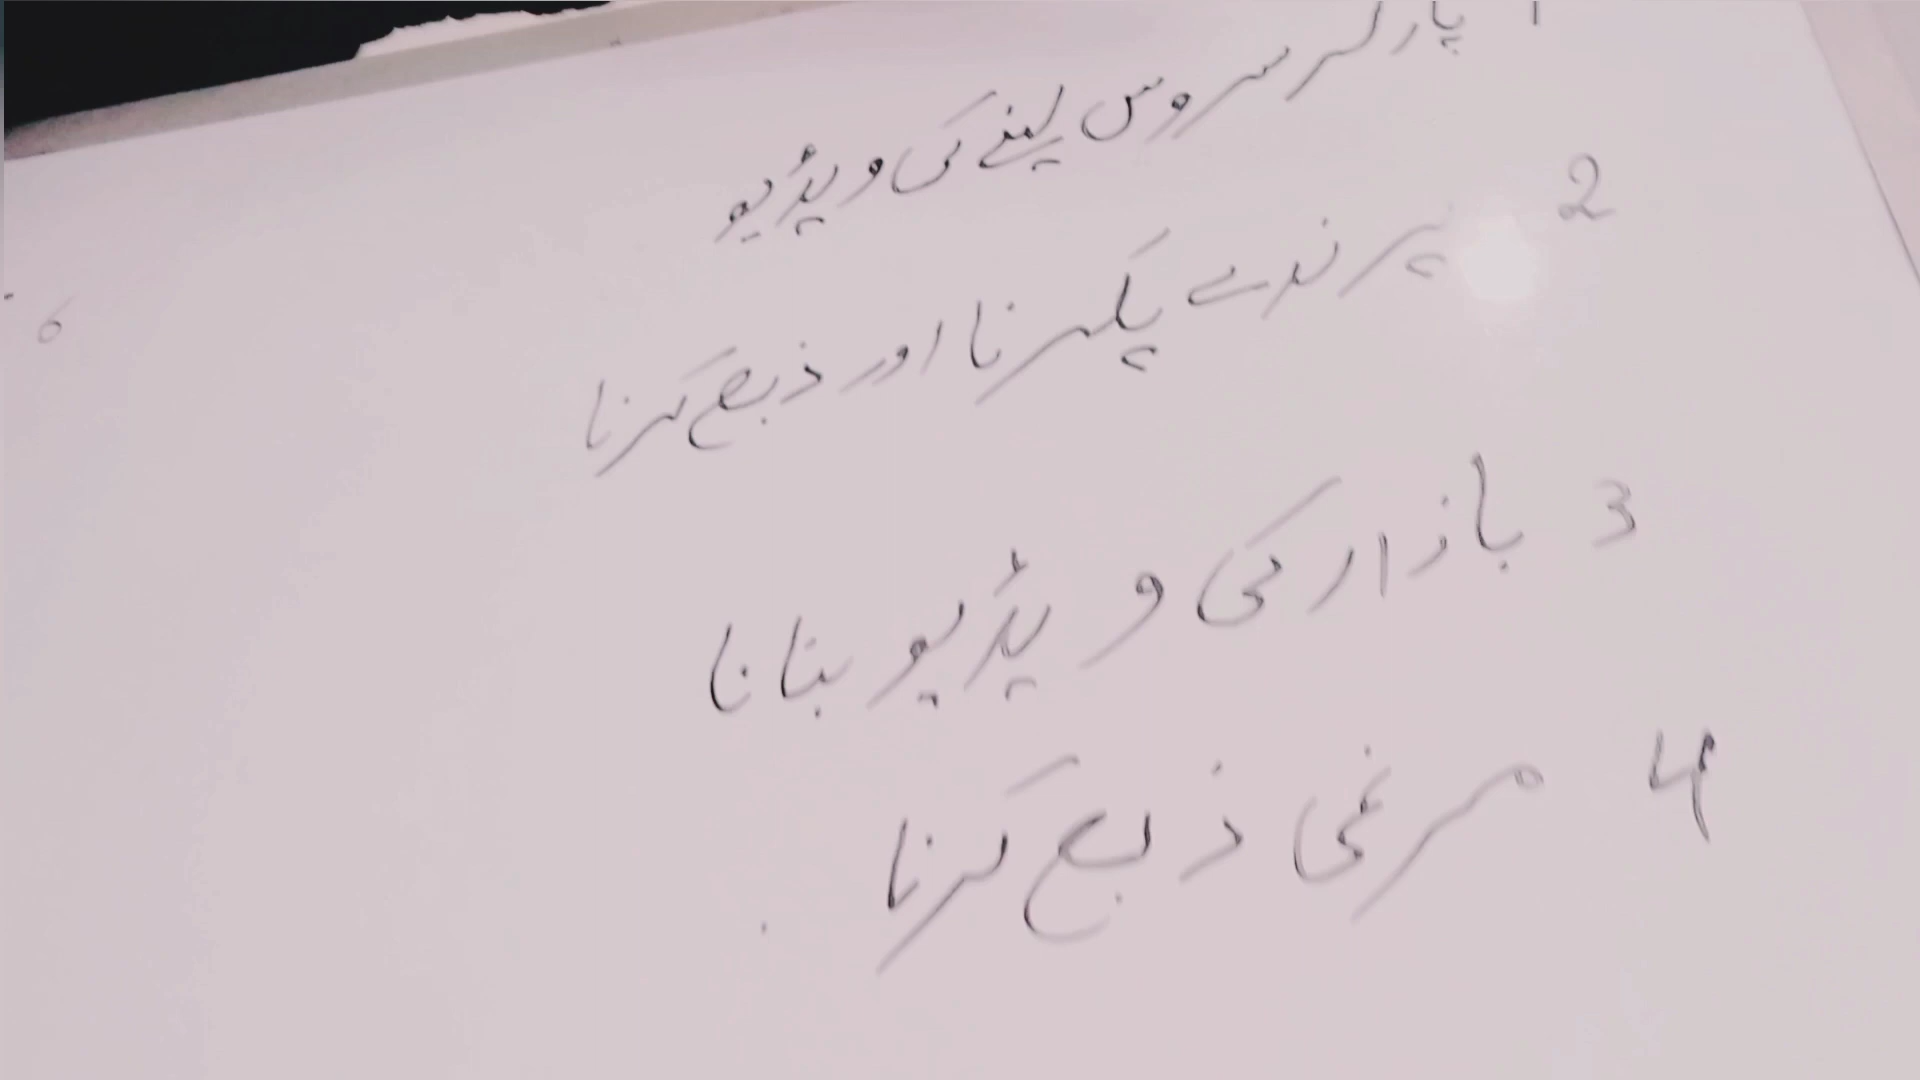 1 پارلر سروس لینے کی ویڈیو
2 پرندے پکڑنا اور ذبح کرنا
3 بازار کی ویڈیو بنانا
4 مرغی ذبح کرنا